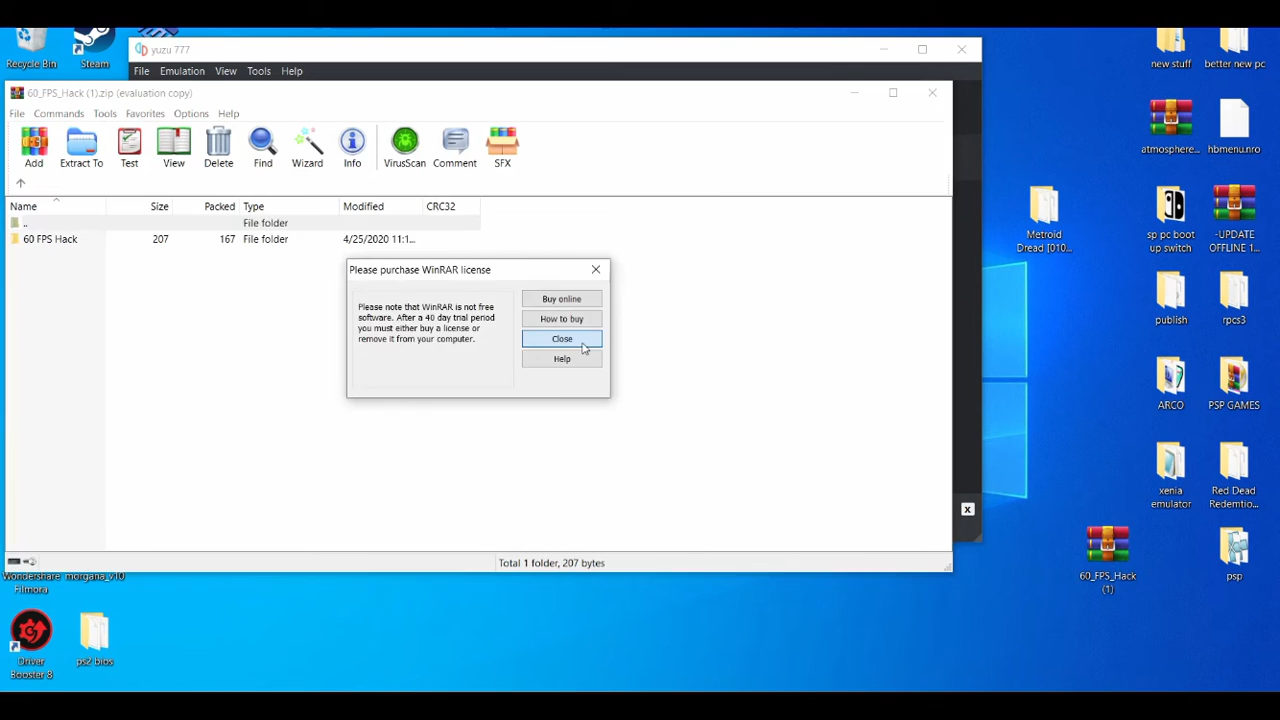 Recycle Bin
Steam
yuzu 777
File Emulation View Tools Help
60_FPS_Hack (1).zip (evaluation copy)
File Commands Tools Favorites Options Help
Add Extract To Test View Delete Find Wizard Info VirusScan Comment SFX
Name Size Packed Type Modified CRC32
.. File folder
60 FPS Hack 207 167 File folder 4/25/2020 11:1...
Please purchase WinRAR license
Please note that WinRAR is not free
software. After a 40 day trial period
you must either buy a license or
remove it from your computer.
Buy online
How to buy
Close
Help
Total 1 folder, 207 bytes
Wondershare
Filmora
morgana_v10
Driver
Booster 8
ps2 bios
new stuff
better new pc
atmosphere...
hbmenu.nro
Metroid
Dread [010...
sp pc boot
up switch
-UPDATE
OFFLINE 1...
publish
rpcs3
ARCO
PSP GAMES
xenia
emulator
Red Dead
Redemtio...
60_FPS_Hack
(1)
psp